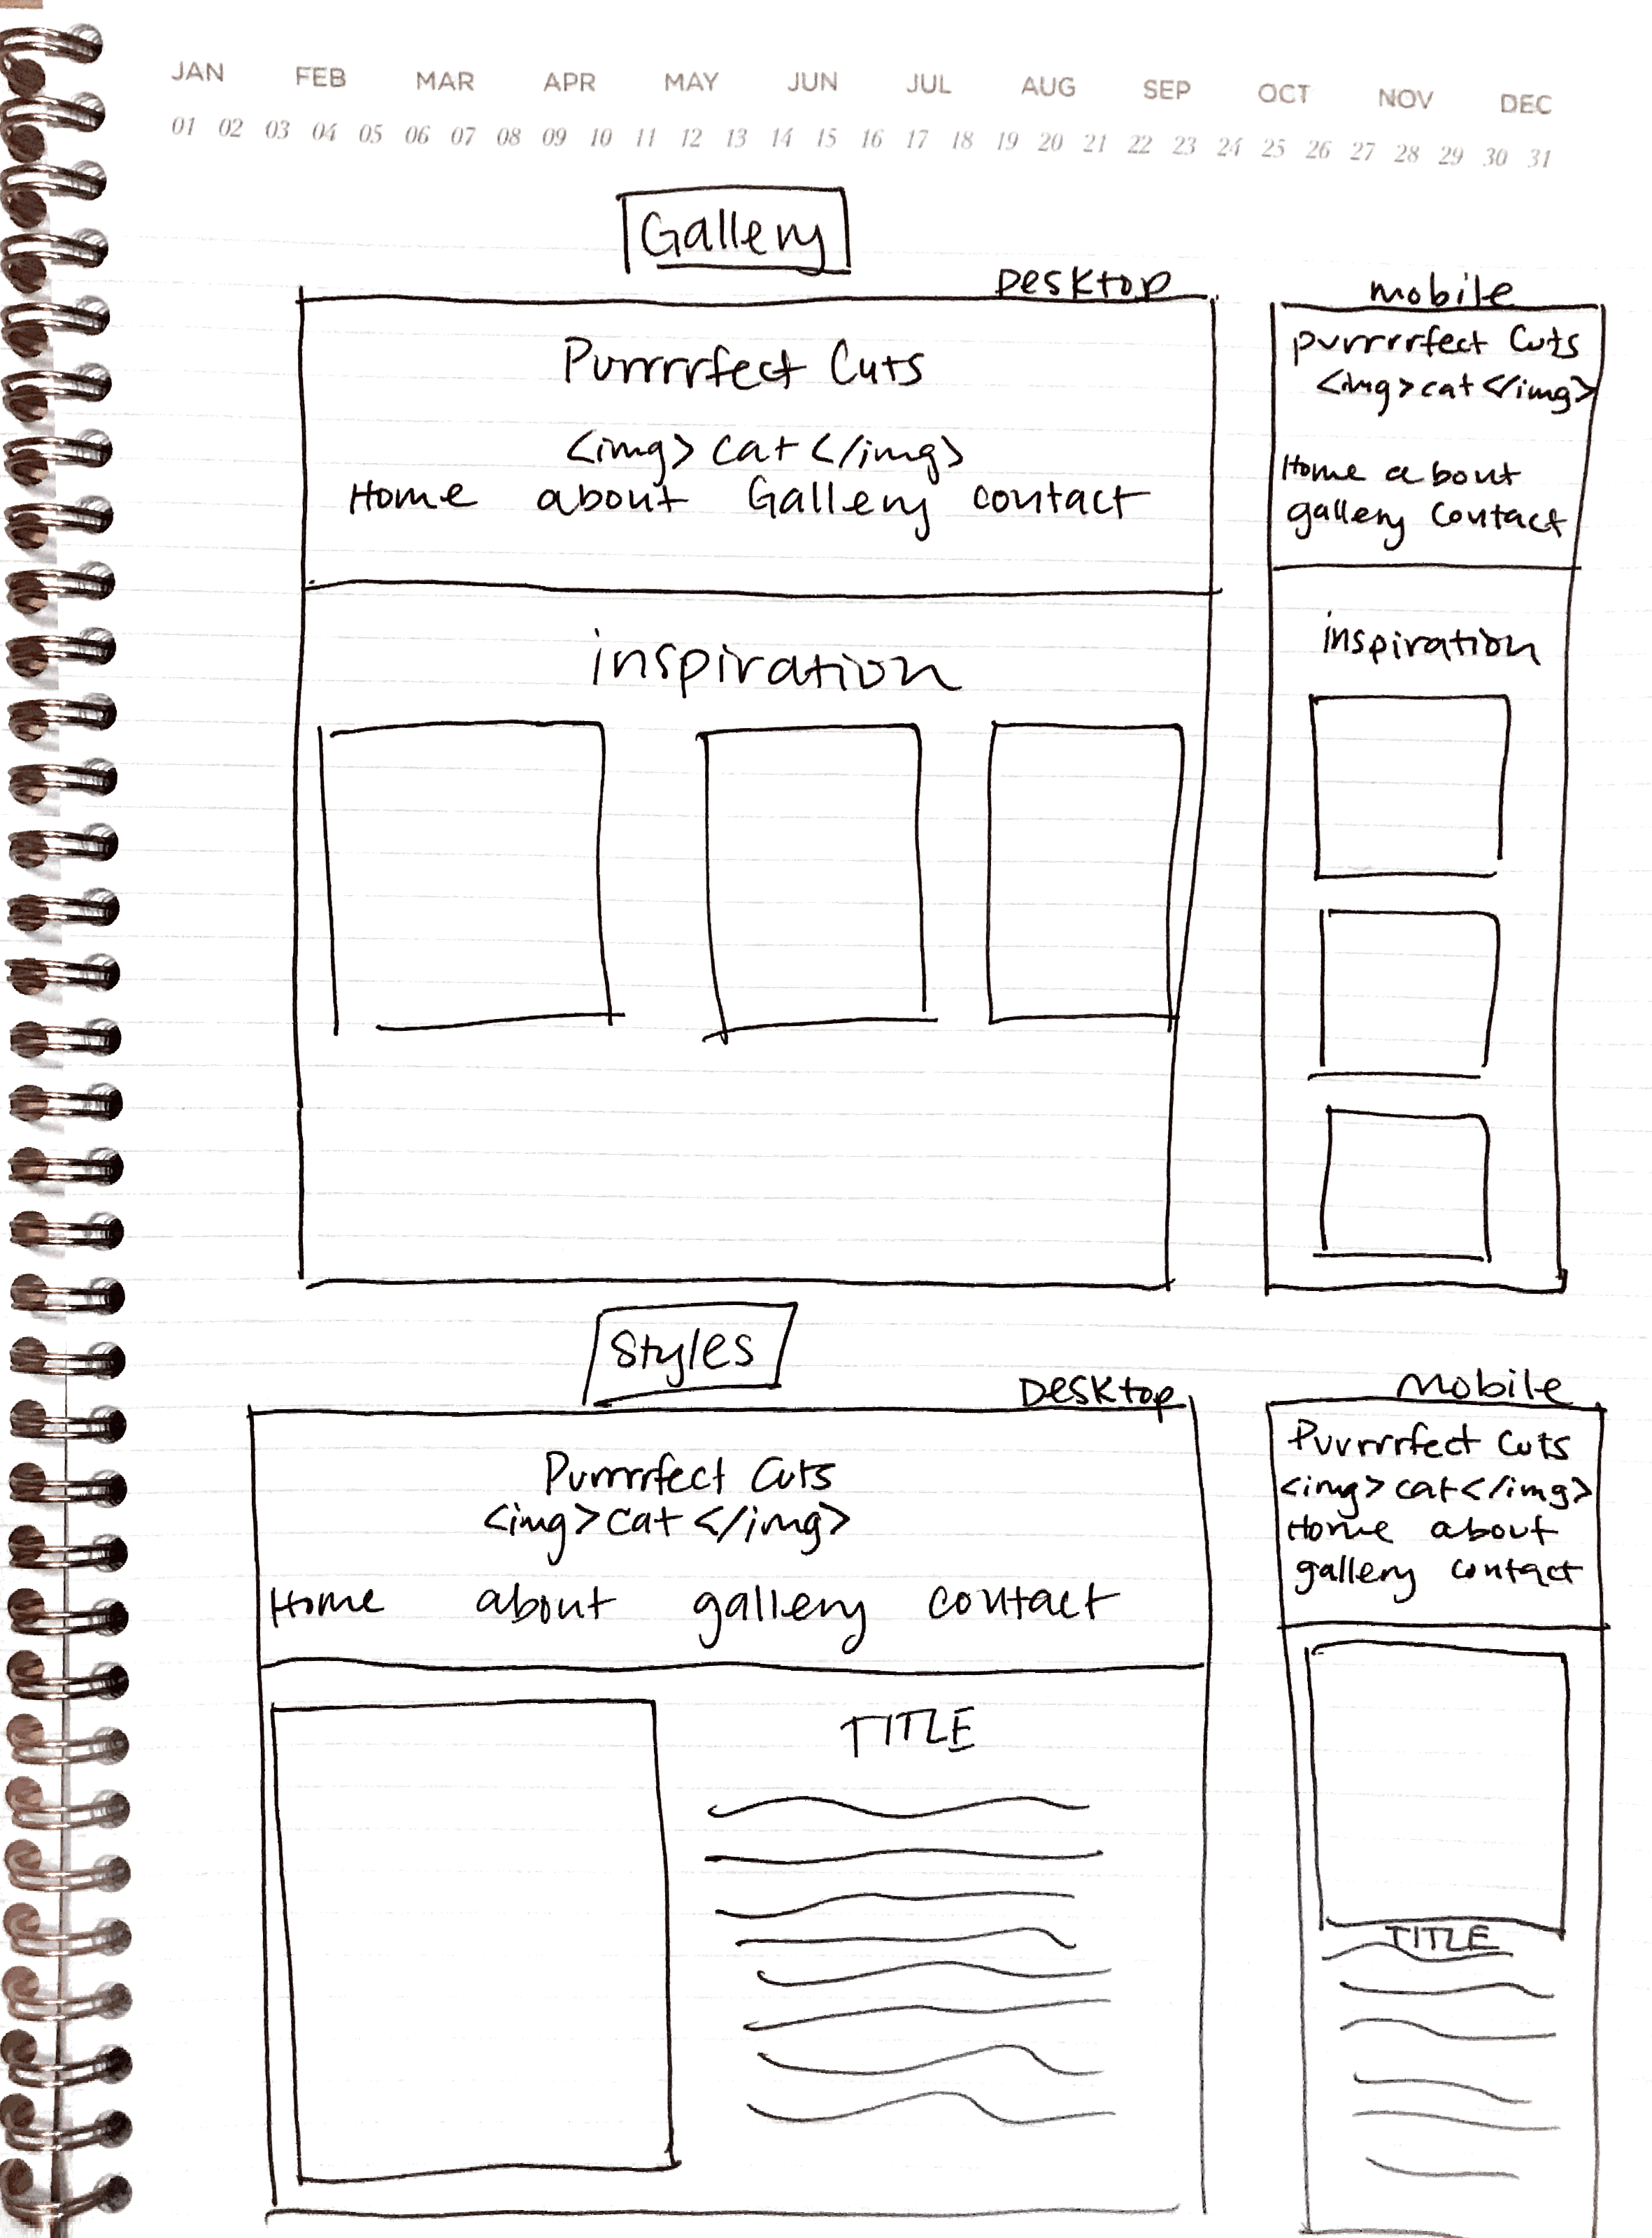 JAN FEB MAR APR MAY JUN JUL AUG SEP OCT NOV DEC
01 02 03 04 05 06 07 08 09 10 11 12 13 14 15 16 17 18 19 20 21 22 23 24 25 26 27 28 29 30 31
Gallery
Desktop
Purrrrfect Cuts
<img> cat </img>
Home about Gallery contact
inspiration
mobile
purrrrfect Cuts
<img> cat </img>
Home about
gallery contact
inspiration
Styles
Desktop
Purrrrfect Cuts
<img> cat </img>
Home about gallery contact
TITLE
mobile
Purrrrfect Cuts
<img> cat </img>
Home about
gallery contact
TITLE